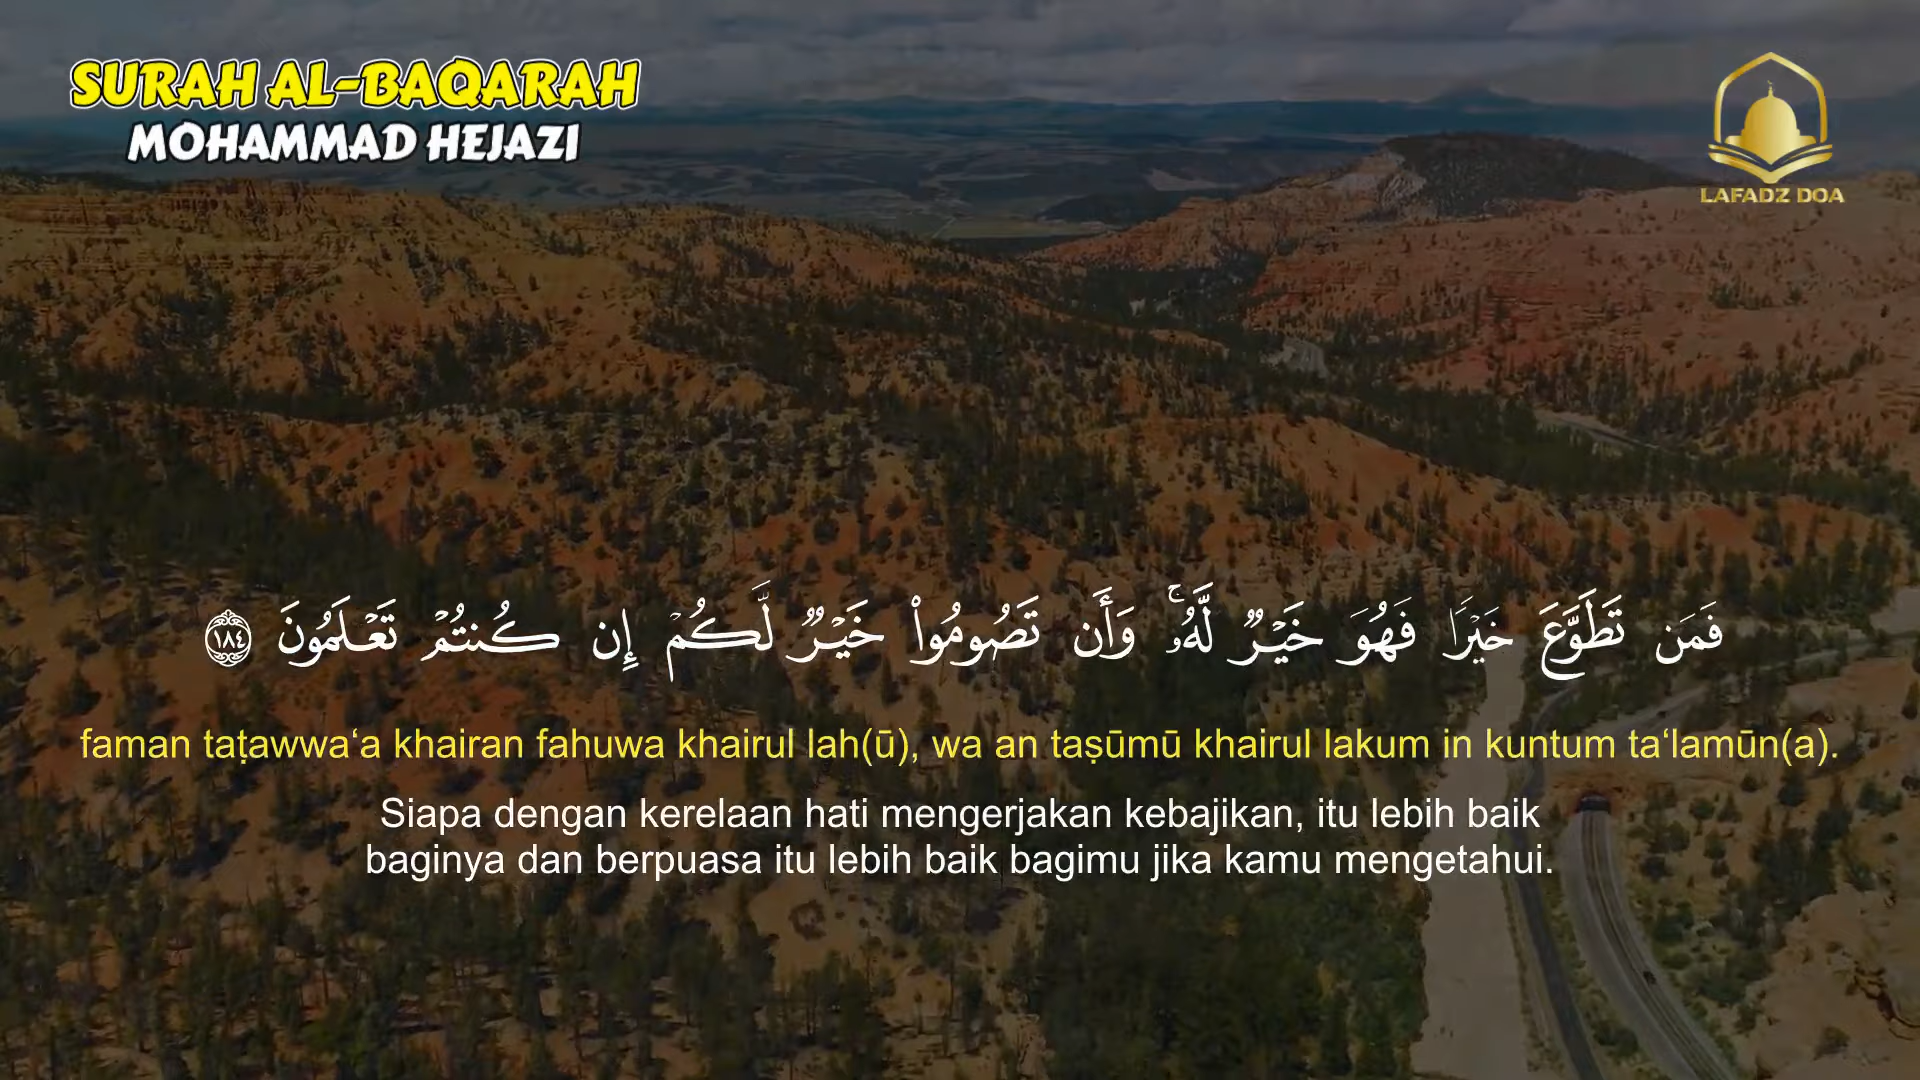 SURAH AL-BAQARAH
MOHAMMAD HEJAZI
LAFADZ DOA
فَمَن تَطَوَّعَ خَيْرًا فَهُوَ خَيْرٌ لَّهُۥۚ وَأَن تَصُومُوا۟ خَيْرٌ لَّكُمْ إِن كُنتُمْ تَعْلَمُونَ ١٨٤
faman taṭawwa‘a khairan fahuwa khairul lah(ū), wa an taṣūmū khairul lakum in kuntum ta‘lamūn(a).
Siapa dengan kerelaan hati mengerjakan kebajikan, itu lebih baik
baginya dan berpuasa itu lebih baik bagimu jika kamu mengetahui.